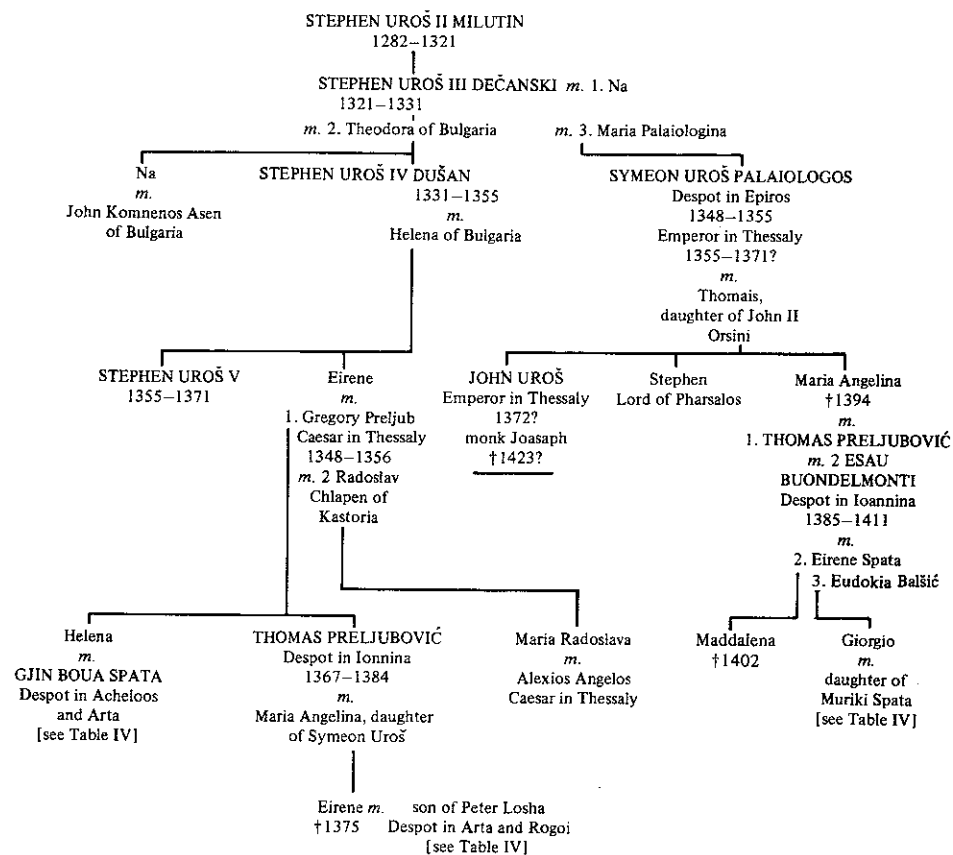 STEPHEN UROŠ II MILUTIN
1282–1321
STEPHEN UROŠ III DEČANSKI m. 1. Na
1321–1331
m. 2. Theodora of Bulgaria
m. 3. Maria Palaiologina
Na
m.
John Komnenos Asen
of Bulgaria
STEPHEN UROŠ IV DUŠAN
1331–1355
m.
Helena of Bulgaria
SYMEON UROŠ PALAIOLOGOS
Despot in Epiros
1348–1355
Emperor in Thessaly
1355–1371?
m.
Thomais,
daughter of John II
Orsini
STEPHEN UROŠ V
1355–1371
Eirene
m.
1. Gregory Preljub
Caesar in Thessaly
1348–1356
m. 2 Radoslav
Chlapen of
Kastoria
JOHN UROŠ
Emperor in Thessaly
1372?
monk Joasaph
†1423?
Stephen
Lord of Pharsalos
Maria Angelina
†1394
m.
1. THOMAS PRELJUBOVIĆ
m. 2 ESAU
BUONDELMONTI
Despot in Ioannina
1385–1411
m.
2. Eirene Spata
3. Eudokia Balšić
Helena
m.
GJIN BOUA SPATA
Despot in Acheloos
and Arta
[see Table IV]
THOMAS PRELJUBOVIĆ
Despot in Ionnina
1367–1384
m.
Maria Angelina, daughter
of Symeon Uroš
Maria Radoslava
m.
Alexios Angelos
Caesar in Thessaly
Maddalena
†1402
Giorgio
m.
daughter of
Muriki Spata
[see Table IV]
Eirene m. son of Peter Losha
†1375 Despot in Arta and Rogoi
[see Table IV]